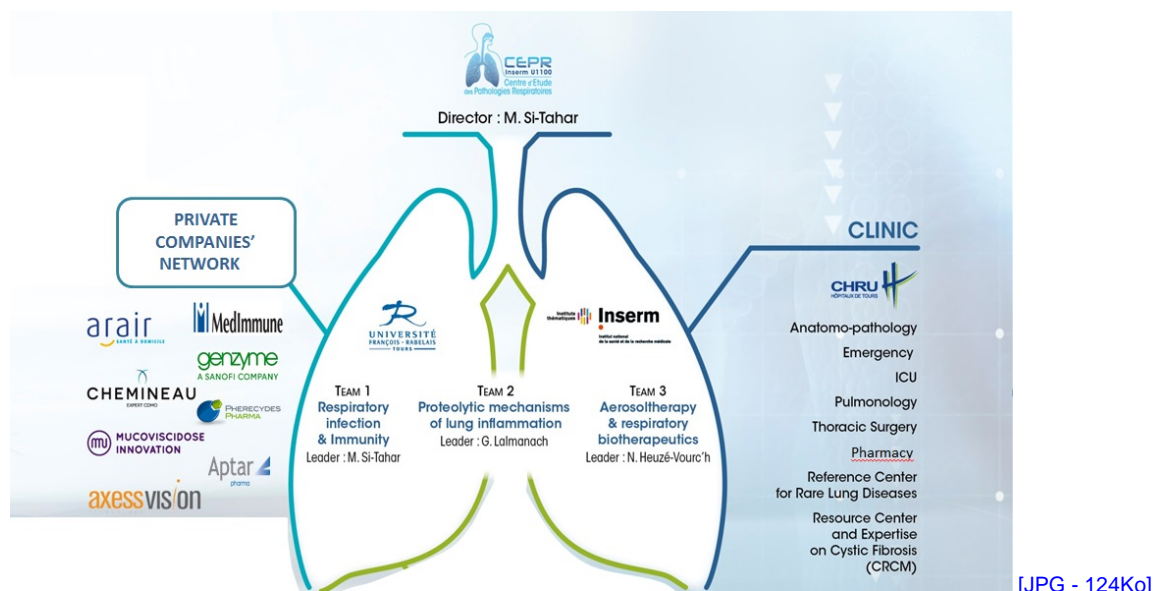 CEPR
Inserm U1100
Centre d'Etude
des Pathologies Respiratoires
Director : M. Si-Tahar
PRIVATE
COMPANIES'
NETWORK
arair
SANTÉ À DOMICILE
MedImmune
genzyme
A SANOFI COMPANY
CHEMINEAU
EXPERT CDMO
PHERECYDES
PHARMA
MUCOVISCIDOSE
INNOVATION
Aptar
pharma
axessvision
UNIVERSITÉ
FRANÇOIS - RABELAIS
TOURS
Instituts
thématiques
Inserm
Institut national
de la santé et de la recherche médicale
TEAM 1
Respiratory
infection
& Immunity
Leader : M. Si-Tahar
TEAM 2
Proteolytic mechanisms
of lung inflammation
Leader : G. Lalmanach
TEAM 3
Aerosoltherapy
& respiratory
biotherapeutics
Leader : N. Heuzé-Vourc'h
CLINIC
CHRU
HÔPITAUX DE TOURS
Anatomo-pathology
Emergency
ICU
Pulmonology
Thoracic Surgery
Pharmacy
Reference Center
for Rare Lung Diseases
Resource Center
and Expertise
on Cystic Fibrosis
(CRCM)
[JPG - 124Ko]